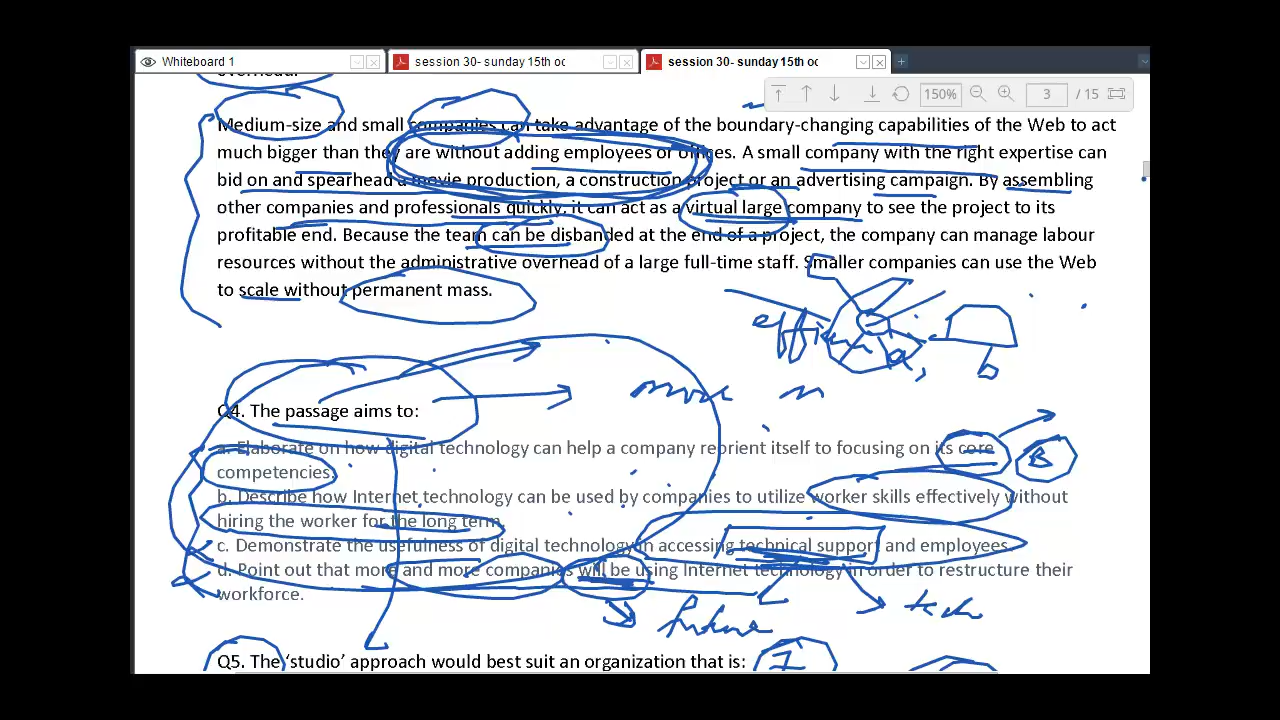 Whiteboard 1
session 30- sunday 15th oc
session 30- sunday 15th oc
150%
3
/ 15
overhead.
Medium-size and small companies can take advantage of the boundary-changing capabilities of the Web to act
much bigger than they are without adding employees or offices. A small company with the right expertise can
bid on and spearhead a movie production, a construction project or an advertising campaign. By assembling
other companies and professionals quickly, it can act as a virtual large company to see the project to its
profitable end. Because the team can be disbanded at the end of a project, the company can manage labour
resources without the administrative overhead of a large full-time staff. Smaller companies can use the Web
to scale without permanent mass.
b
more
Q4. The passage aims to:
a. Elaborate on how digital technology can help a company reorient itself to focusing on its core
competencies.
B
b. Describe how Internet technology can be used by companies to utilize worker skills effectively without
hiring the worker for the long term.
c. Demonstrate the usefulness of digital technology in accessing technical support and employees.
d. Point out that more and more companies will be using Internet technology in order to restructure their
workforce.
future
tech
Q5. The ‘studio’ approach would best suit an organization that is:
I